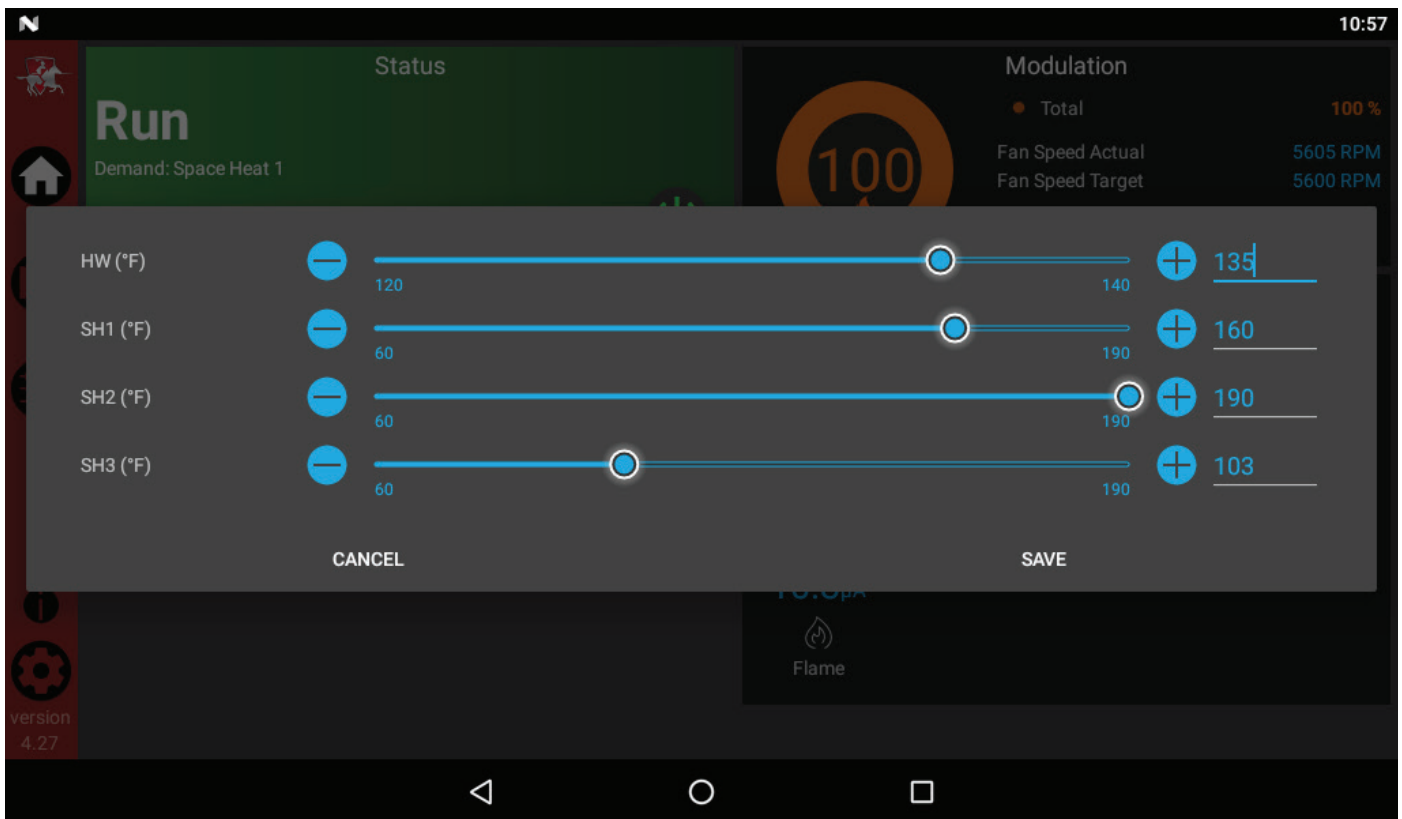 10:57
Status
Run
Demand: Space Heat 1
Modulation
Total 100 %
100
Fan Speed Actual 5605 RPM
Fan Speed Target 5600 RPM
HW (°F) 135
120 140
SH1 (°F) 160
60 190
SH2 (°F) 190
60 190
SH3 (°F) 103
60 190
CANCEL SAVE
µA
Flame
version
4.27